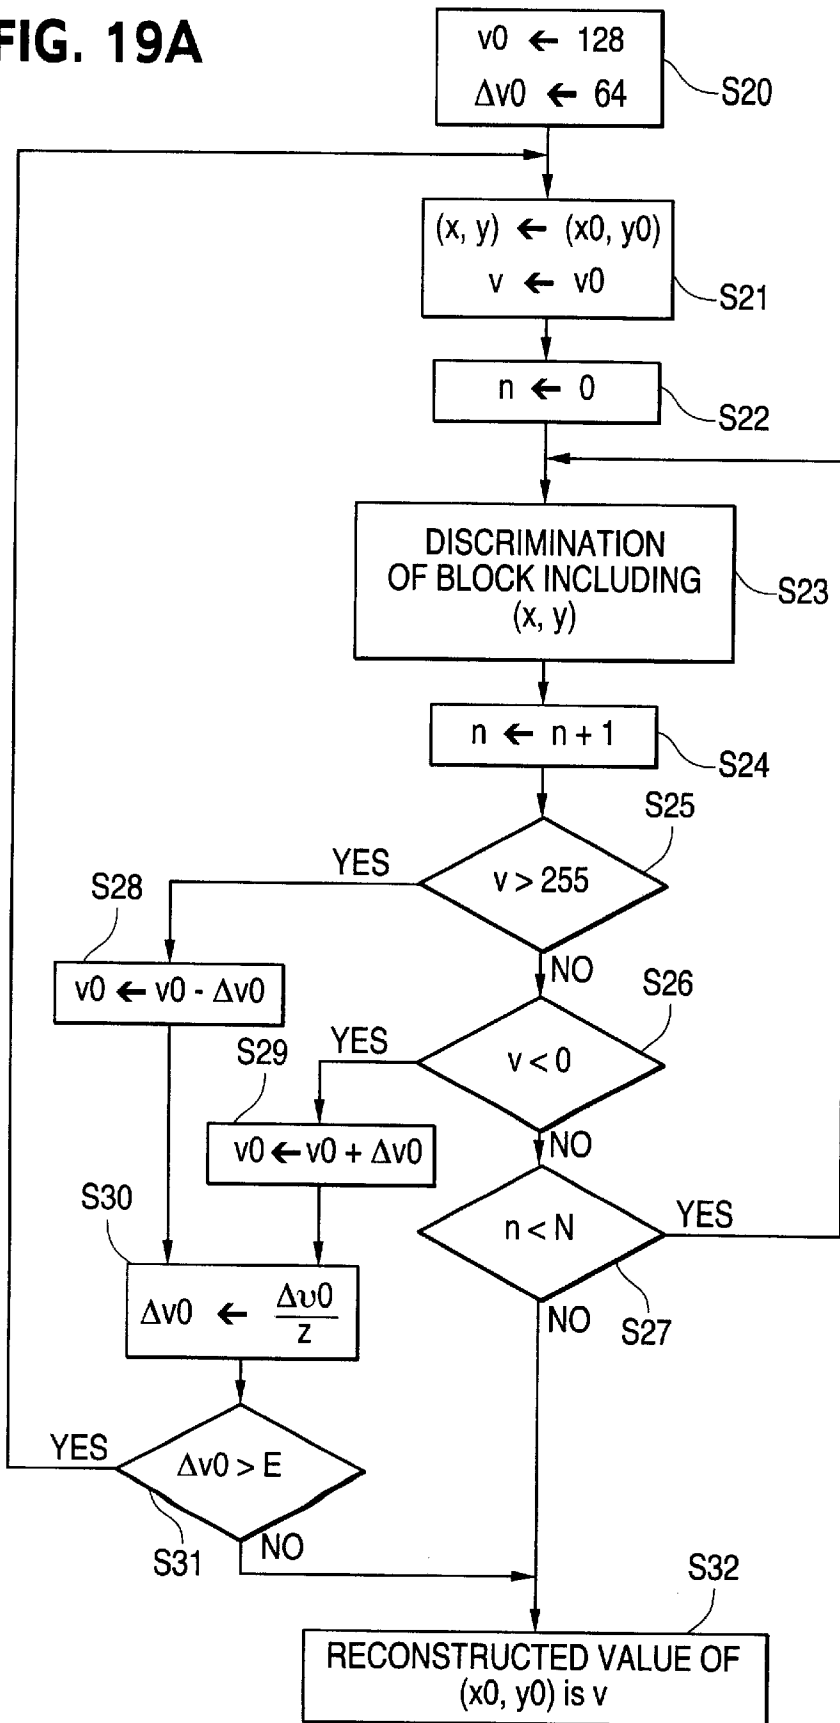 FIG. 19A
v0 ← 128
Δv0 ← 64
S20
(x, y) ← (x0, y0)
v ← v0
S21
n ← 0
S22
DISCRIMINATION
OF BLOCK INCLUDING
(x, y)
S23
n ← n + 1
S24
S25
v > 255
YES
NO
S28
v0 ← v0 - Δv0
S26
v < 0
YES
NO
S29
v0 ← v0 + Δv0
n < N
YES
NO
S27
S30
Δv0 ← Δυ0
z
Δv0 > E
YES
NO
S31
S32
RECONSTRUCTED VALUE OF
(x0, y0) is v